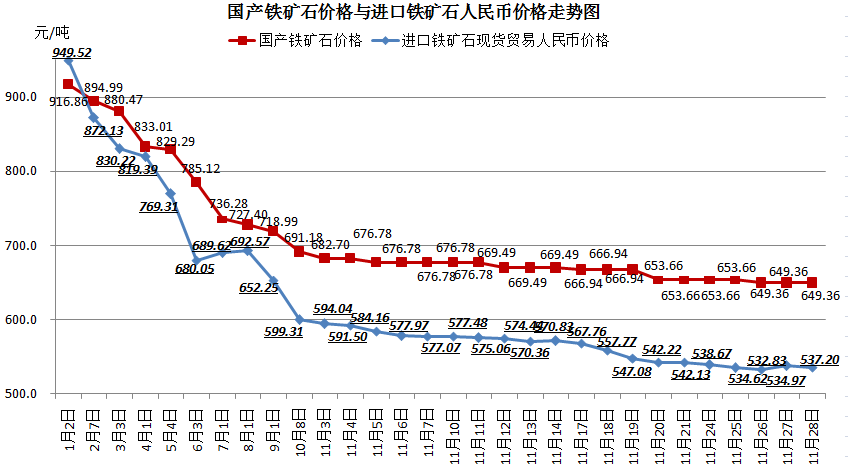 国产铁矿石价格与进口铁矿石人民币价格走势图
元/吨
国产铁矿石价格 进口铁矿石现货贸易人民币价格
900.0
800.0
700.0
600.0
500.0
916.86 894.99 880.47 833.01 829.29 785.12 736.28 727.40 718.99 691.18 682.70 676.78 676.78 676.78 676.78 676.78 669.49 669.49 669.49 666.94 666.94 666.94 653.66 653.66 653.66 653.66 649.36 649.36 649.36
949.52 872.13 830.22 819.39 769.31 680.05 689.62 692.57 652.25 599.31 594.04 591.50 584.16 577.97 577.07 577.48 575.06 574.44 570.36 570.83 567.76 557.77 547.08 542.22 542.13 538.67 534.62 532.83 534.97 537.20
1月2日 2月7日 3月3日 4月1日 5月4日 6月3日 7月1日 8月1日 9月1日 10月8日 11月3日 11月4日 11月5日 11月6日 11月7日 11月10日 11月11日 11月12日 11月13日 11月14日 11月17日 11月18日 11月19日 11月20日 11月21日 11月24日 11月25日 11月26日 11月27日 11月28日